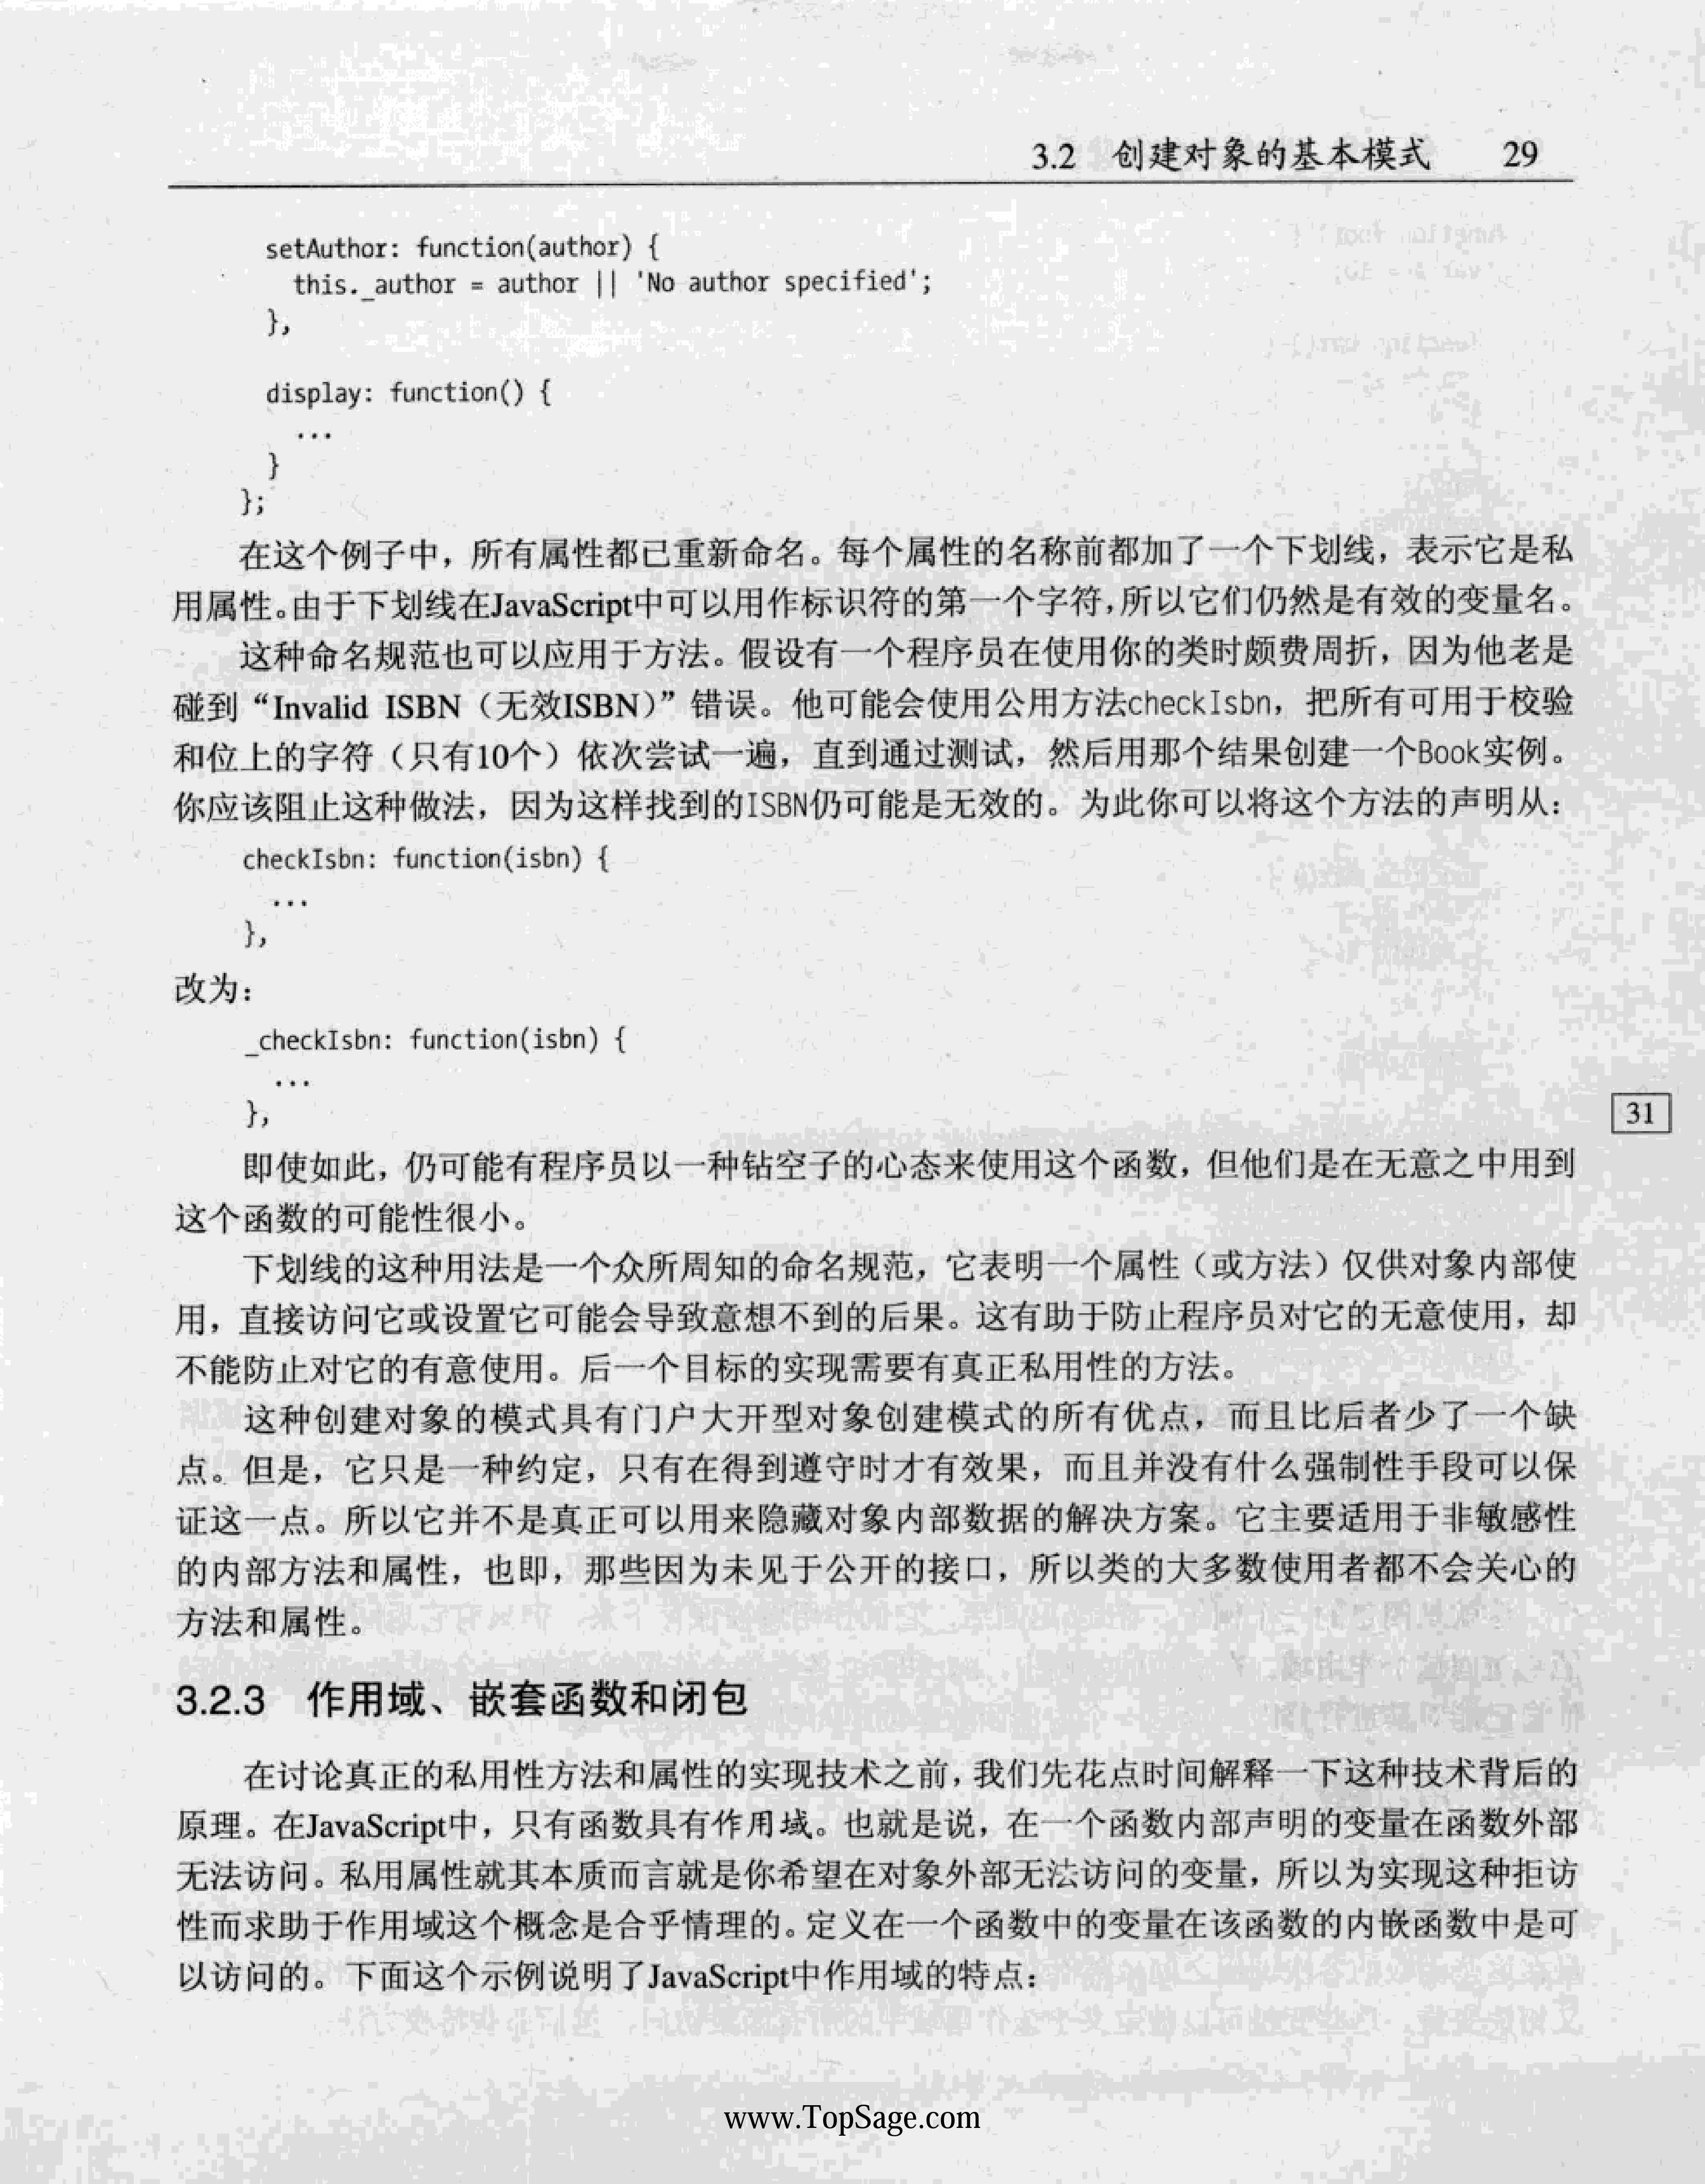 3.2 创建对象的基本模式 29
setAuthor: function(author) {
this._author = author || 'No author specified';
},
display: function() {
...
}
};
在这个例子中，所有属性都已重新命名。每个属性的名称前都加了一个下划线，表示它是私
用属性。由于下划线在JavaScript中可以用作标识符的第一个字符，所以它们仍然是有效的变量名。
这种命名规范也可以应用于方法。假设有一个程序员在使用你的类时颇费周折，因为他老是
碰到“Invalid ISBN（无效ISBN）”错误。他可能会使用公用方法checkIsbn，把所有可用于校验
和位上的字符（只有10个）依次尝试一遍，直到通过测试，然后用那个结果创建一个Book实例。
你应该阻止这种做法，因为这样找到的ISBN仍可能是无效的。为此你可以将这个方法的声明从：
checkIsbn: function(isbn) {
...
},
改为：
_checkIsbn: function(isbn) {
...
},
31
即使如此，仍可能有程序员以一种钻空子的心态来使用这个函数，但他们是在无意之中用到
这个函数的可能性很小。
下划线的这种用法是一个众所周知的命名规范，它表明一个属性（或方法）仅供对象内部使
用，直接访问它或设置它可能会导致意想不到的后果。这有助于防止程序员对它的无意使用，却
不能防止对它的有意使用。后一个目标的实现需要有真正私用性的方法。
这种创建对象的模式具有门户大开型对象创建模式的所有优点，而且比后者少了一个缺
点。但是，它只是一种约定，只有在得到遵守时才有效果，而且并没有什么强制性手段可以保
证这一点。所以它并不是真正可以用来隐藏对象内部数据的解决方案。它主要适用于非敏感性
的内部方法和属性，也即，那些因为未见于公开的接口，所以类的大多数使用者都不会关心的
方法和属性。
3.2.3 作用域、嵌套函数和闭包
在讨论真正的私用性方法和属性的实现技术之前，我们先花点时间解释一下这种技术背后的
原理。在JavaScript中，只有函数具有作用域。也就是说，在一个函数内部声明的变量在函数外部
无法访问。私用属性就其本质而言就是你希望在对象外部无法访问的变量，所以为实现这种拒访
性而求助于作用域这个概念是合乎情理的。定义在一个函数中的变量在该函数的内嵌函数中是可
以访问的。下面这个示例说明了JavaScript中作用域的特点：
www.TopSage.com